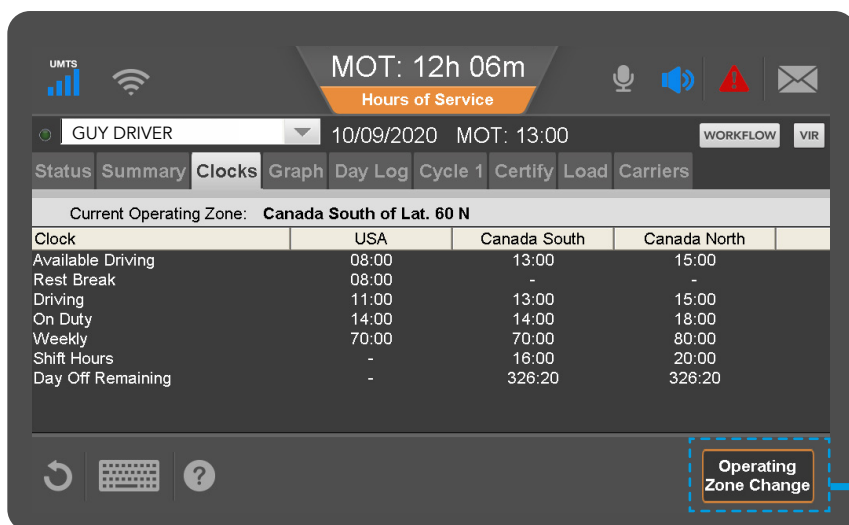 UMTS
MOT: 12h 06m
Hours of Service
GUY DRIVER 10/09/2020 MOT: 13:00 WORKFLOW VIR
Status Summary Clocks Graph Day Log Cycle 1 Certify Load Carriers
Current Operating Zone: Canada South of Lat. 60 N
Clock USA Canada South Canada North
Available Driving 08:00 13:00 15:00
Rest Break 08:00 - -
Driving 11:00 13:00 15:00
On Duty 14:00 14:00 18:00
Weekly 70:00 70:00 80:00
Shift Hours - 16:00 20:00
Day Off Remaining - 326:20 326:20
Operating
Zone Change